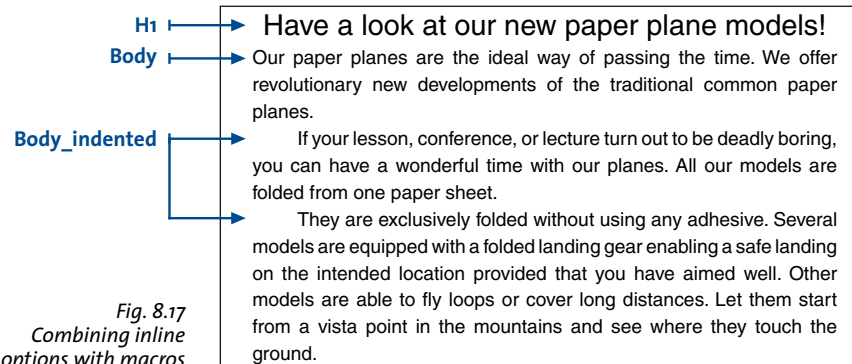 H1
Have a look at our new paper plane models!
Body
Our paper planes are the ideal way of passing the time. We offer
revolutionary new developments of the traditional common paper
planes.
Body_indented
If your lesson, conference, or lecture turn out to be deadly boring,
you can have a wonderful time with our planes. All our models are
folded from one paper sheet.
They are exclusively folded without using any adhesive. Several
models are equipped with a folded landing gear enabling a safe landing
on the intended location provided that you have aimed well. Other
models are able to fly loops or cover long distances. Let them start
from a vista point in the mountains and see where they touch the
ground.
Fig. 8.17
Combining inline
options with macros